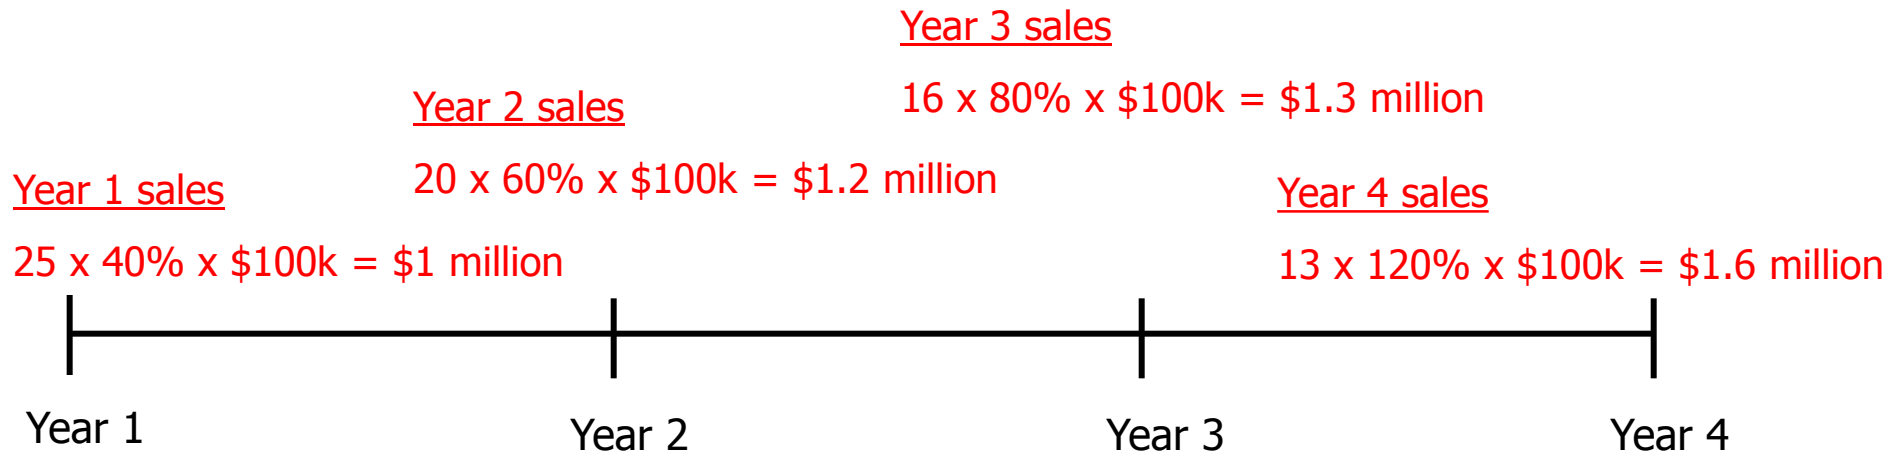 Year 1 sales
25 x 40% x $100k = $1 million
Year 2 sales
20 x 60% x $100k = $1.2 million
Year 3 sales
16 x 80% x $100k = $1.3 million
Year 4 sales
13 x 120% x $100k = $1.6 million
Year 1
Year 2
Year 3
Year 4